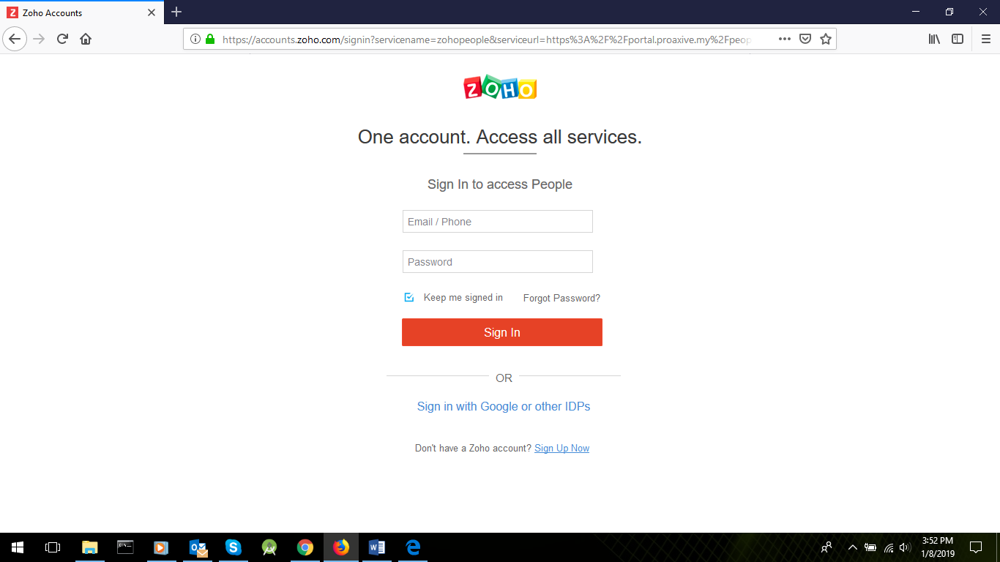 Zoho Accounts
https://accounts.zoho.com/signin?servicename=zohopeople&serviceurl=https%3A%2F%2Fportal.proaxive.my%2Fpeop
ZOHO
One account. Access all services.
Sign In to access People
Email / Phone
Password
Keep me signed in Forgot Password?
Sign In
OR
Sign in with Google or other IDPs
Don't have a Zoho account? Sign Up Now
3:52 PM
1/8/2019